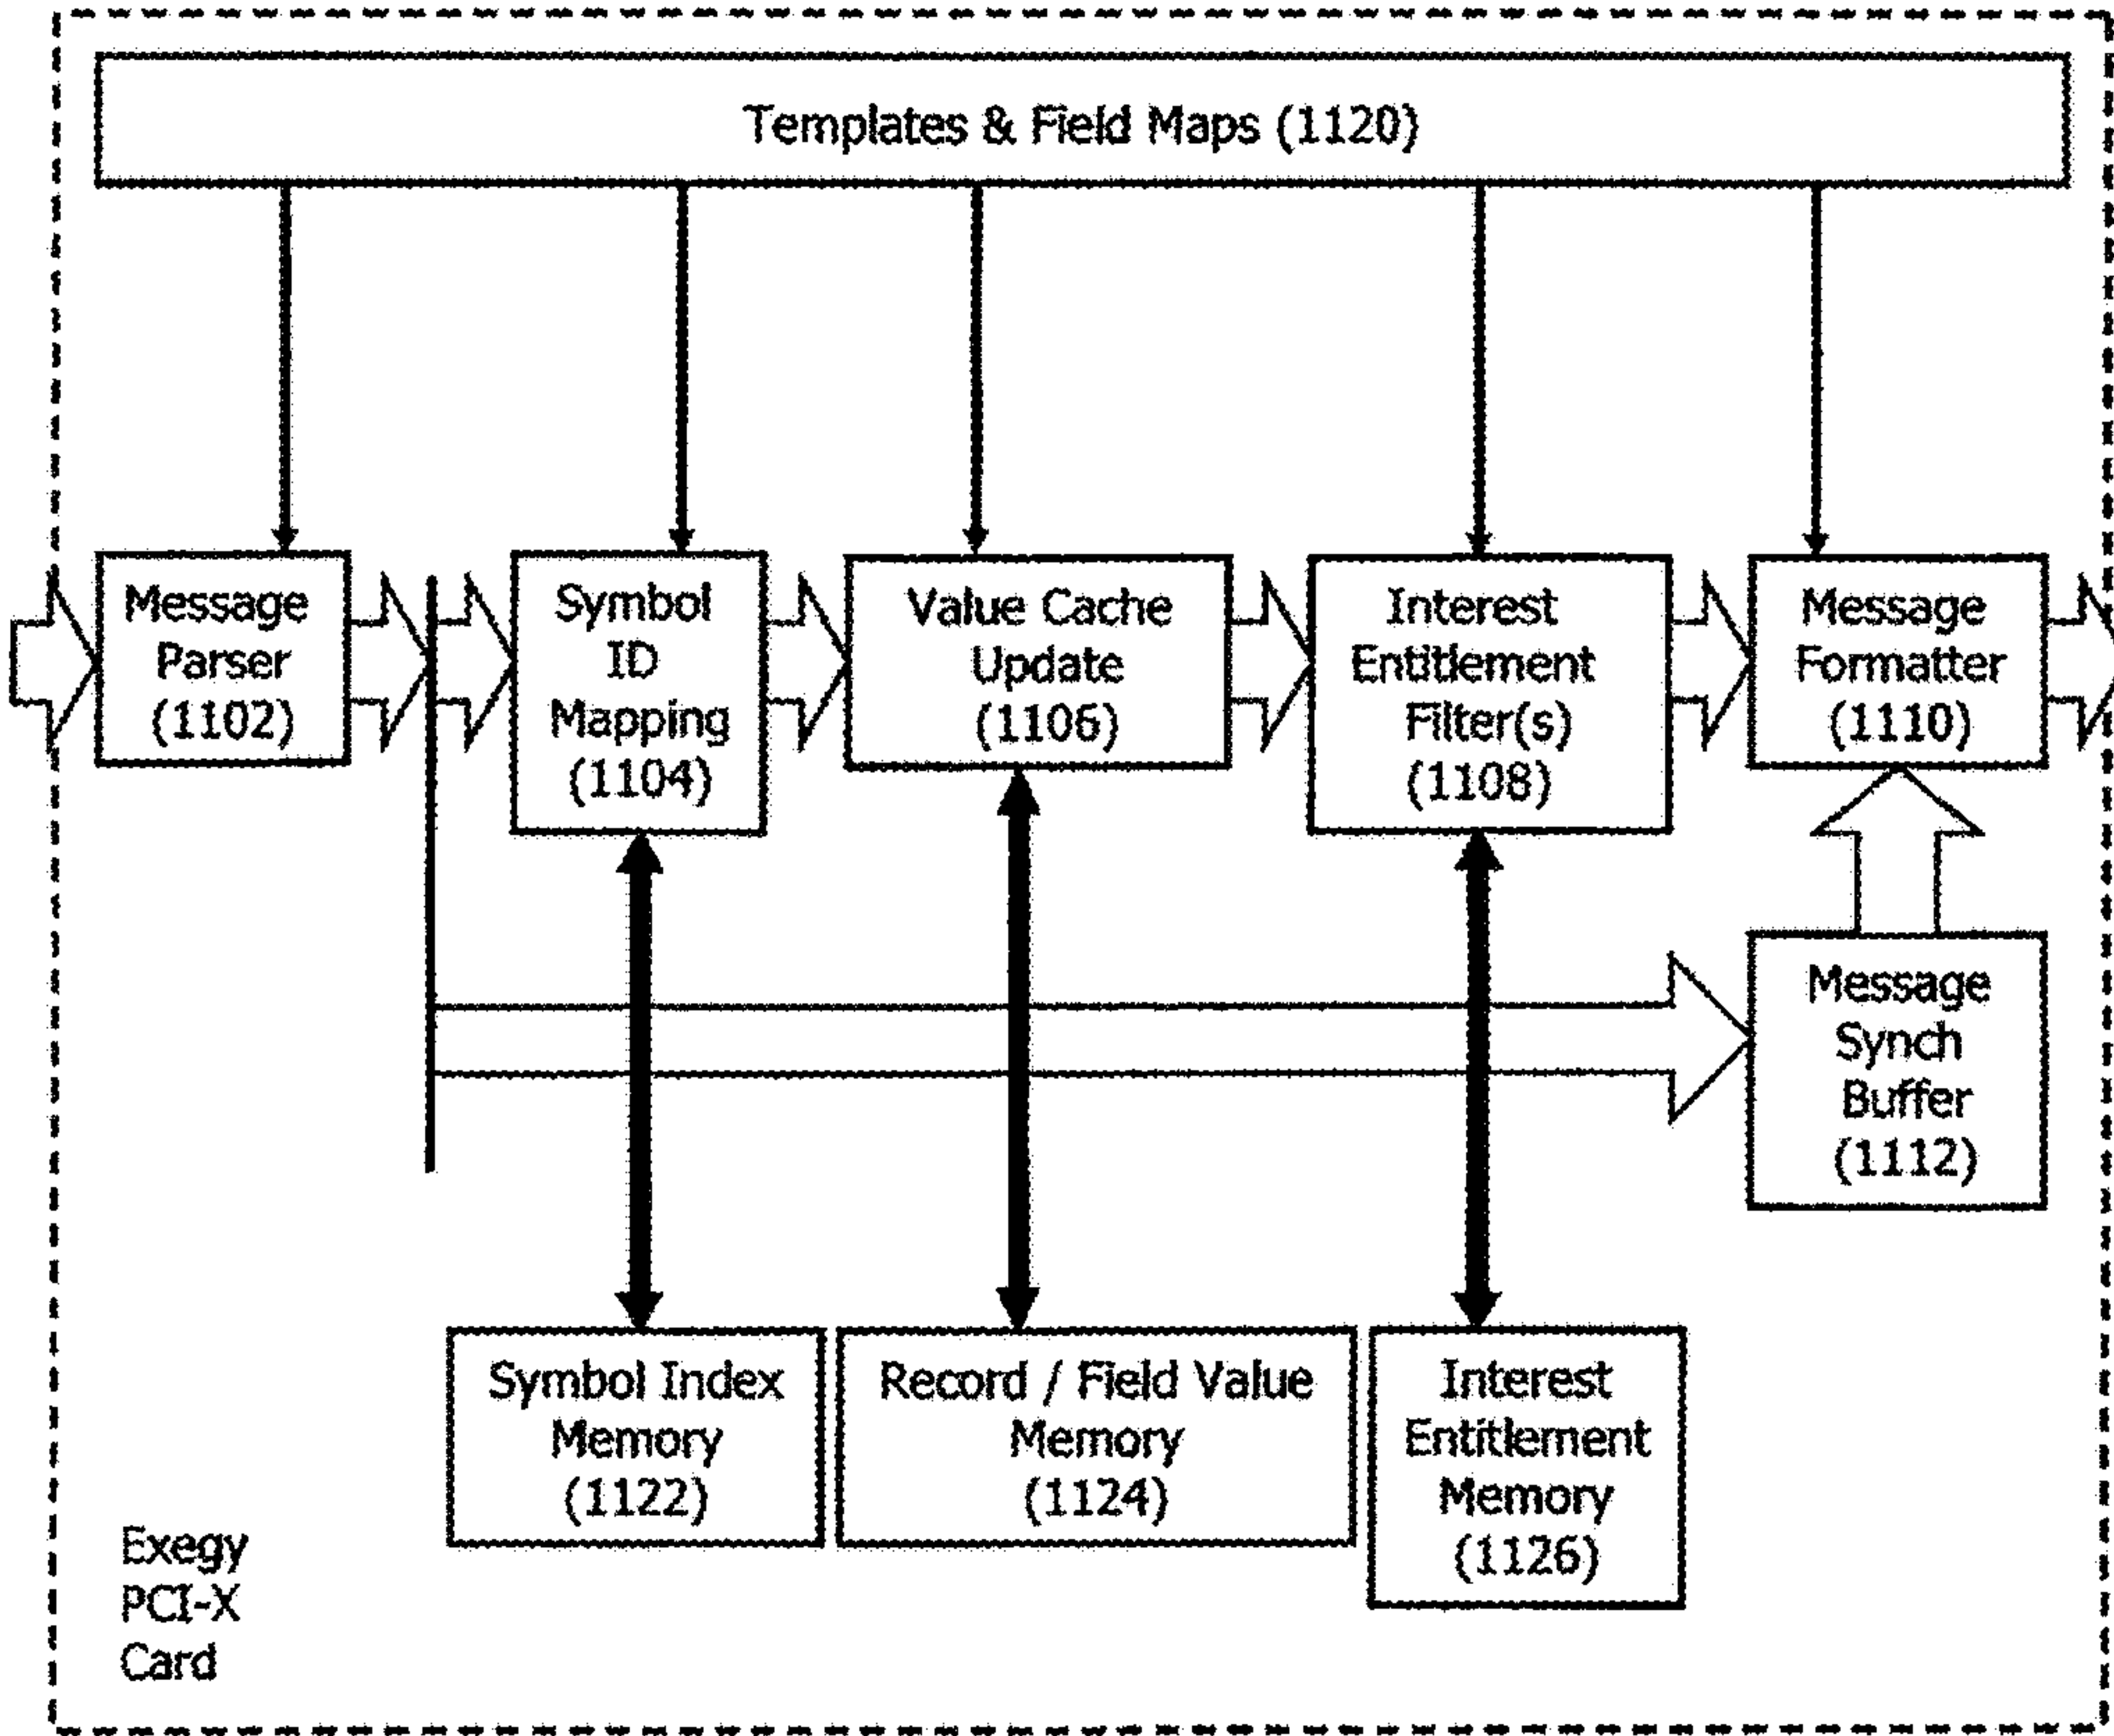 Templates & Field Maps (1120)
Message
Parser
(1102)
Symbol
ID
Mapping
(1104)
Value Cache
Update
(1106)
Interest
Entitlement
Filter(s)
(1108)
Message
Formatter
(1110)
Message
Synch
Buffer
(1112)
Symbol Index
Memory
(1122)
Record / Field Value
Memory
(1124)
Interest
Entitlement
Memory
(1126)
Exegy
PCI-X
Card